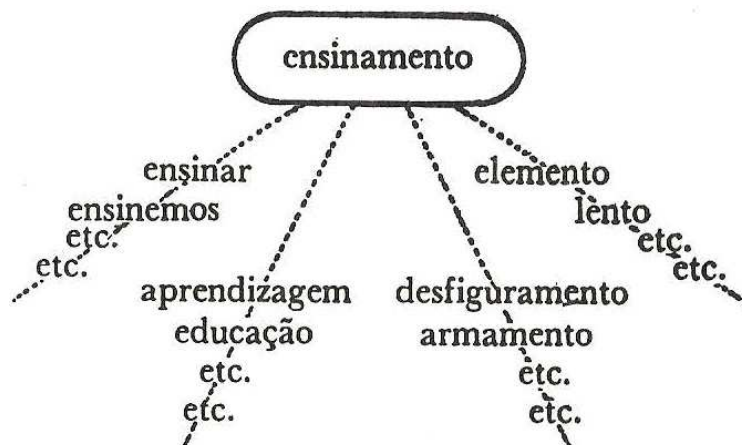 ensinamento
ensinar
ensinemos
etc.
etc.
aprendizagem
educação
etc.
etc.
desfiguramento
armamento
etc.
etc.
elemento
lento
etc.
etc.